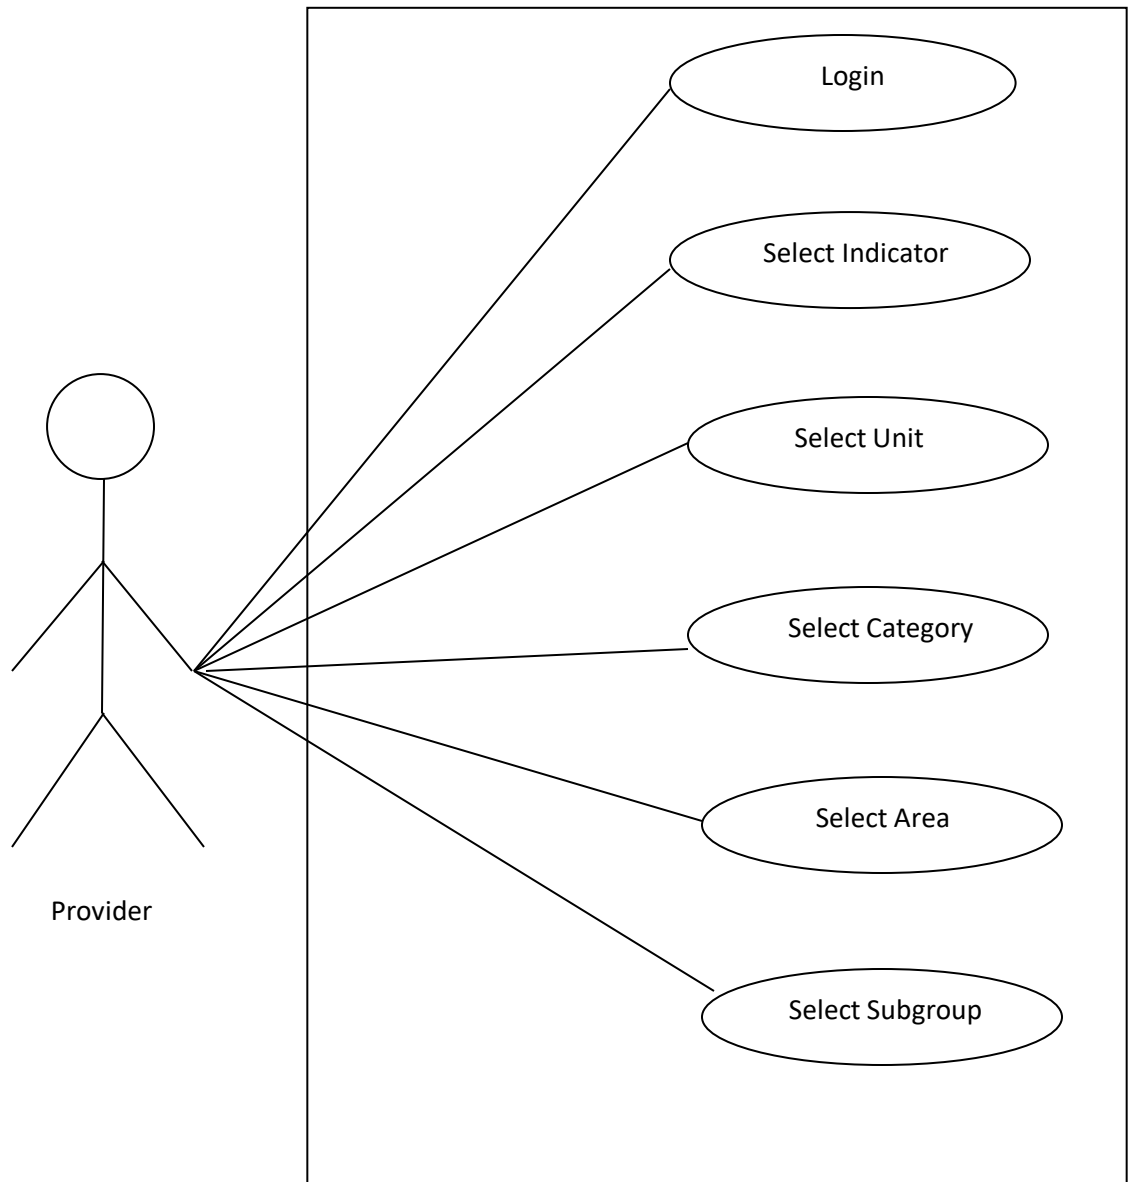 Login
Select Indicator
Select Unit
Select Category
Select Area
Provider
Select Subgroup